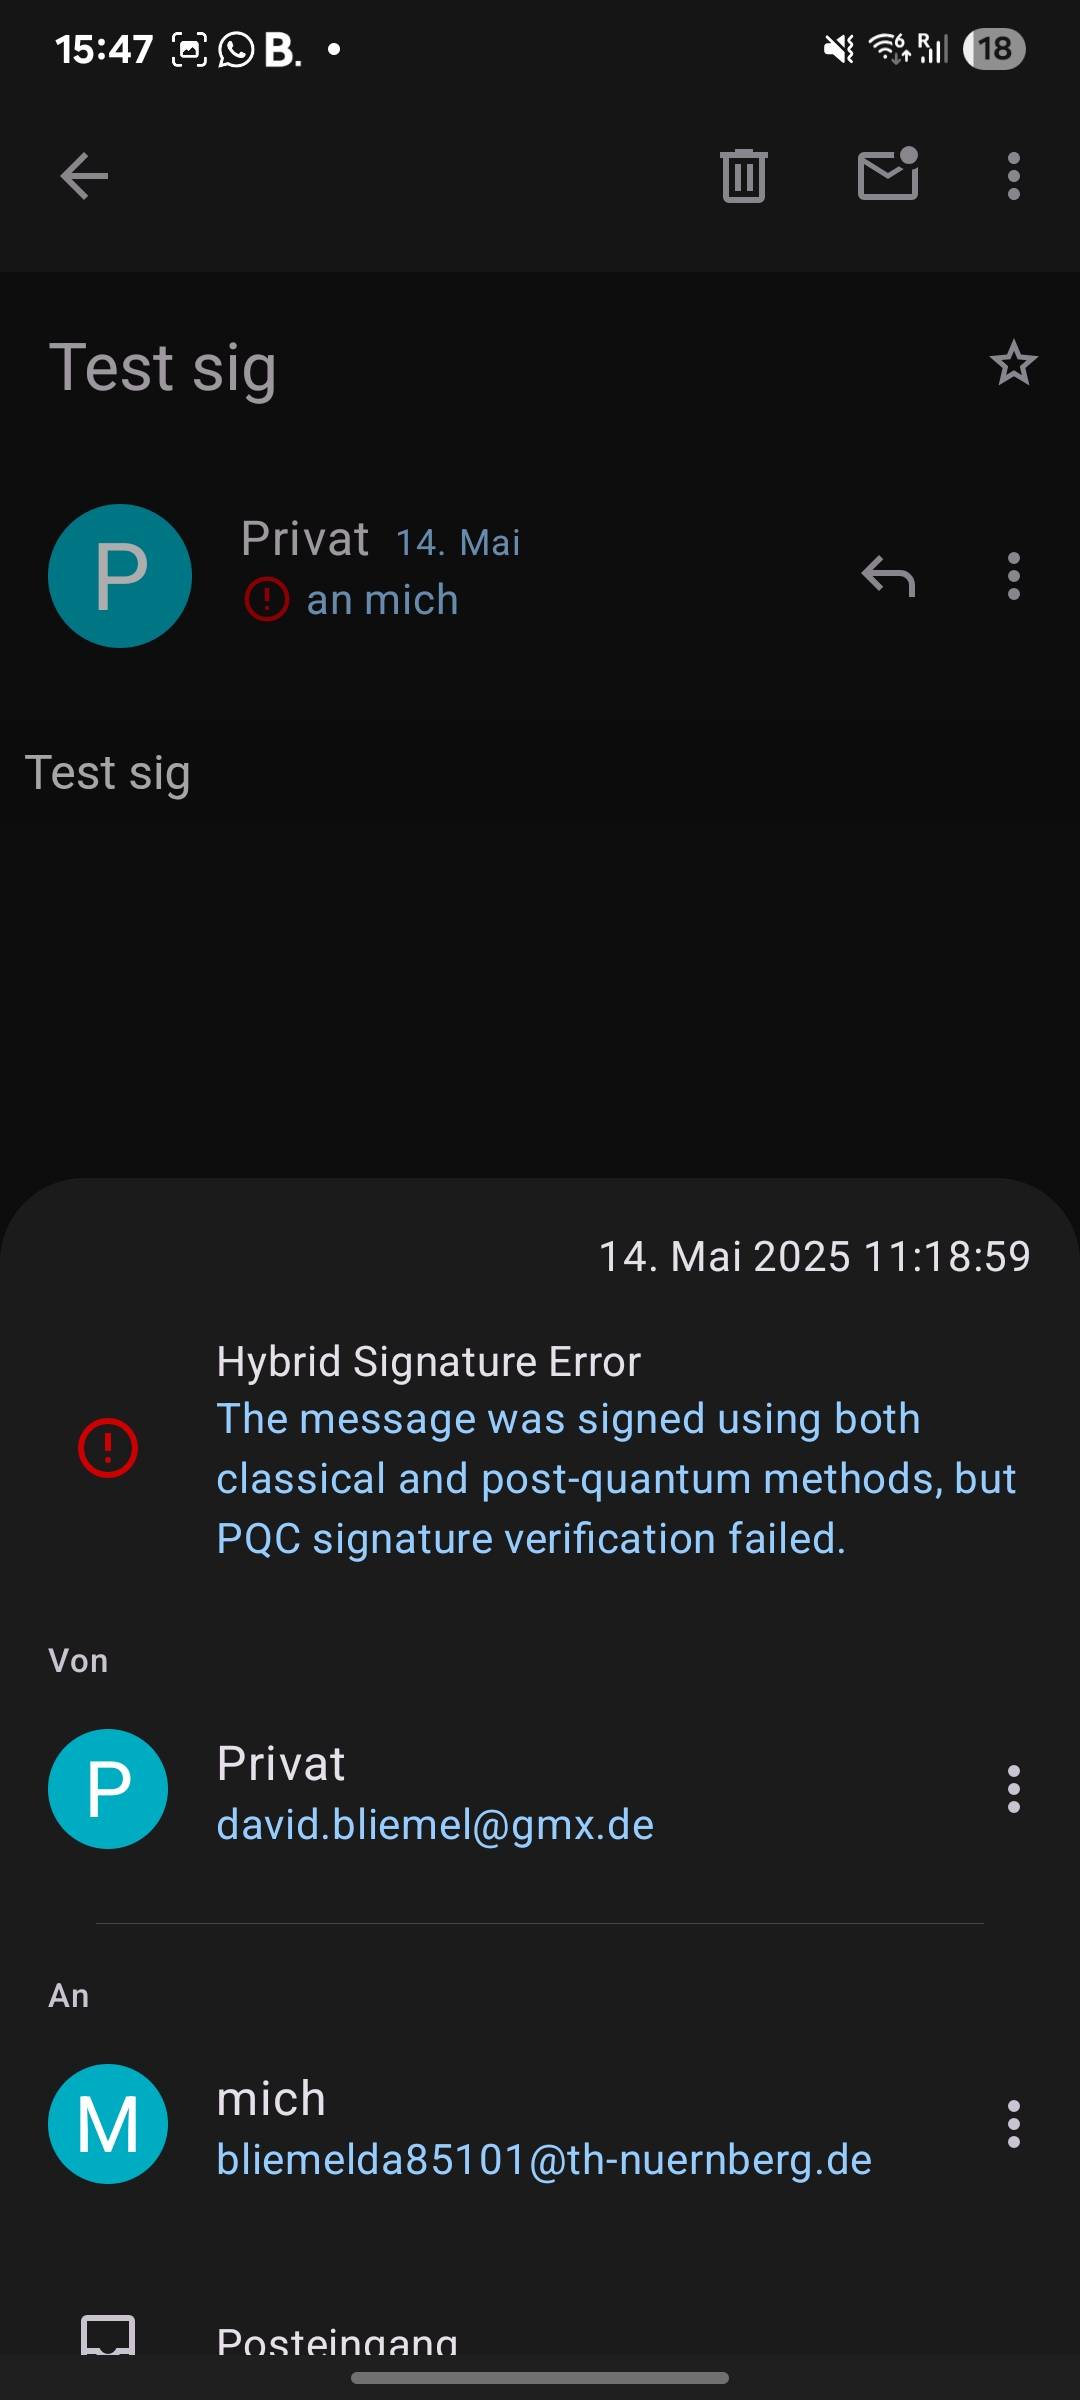 15:47 B.
6 R 18
Test sig
P
Privat 14. Mai
an mich
Test sig
14. Mai 2025 11:18:59
Hybrid Signature Error
The message was signed using both
classical and post-quantum methods, but
PQC signature verification failed.
Von
P
Privat
david.bliemel@gmx.de
An
M
mich
bliemelda85101@th-nuernberg.de
Posteingang